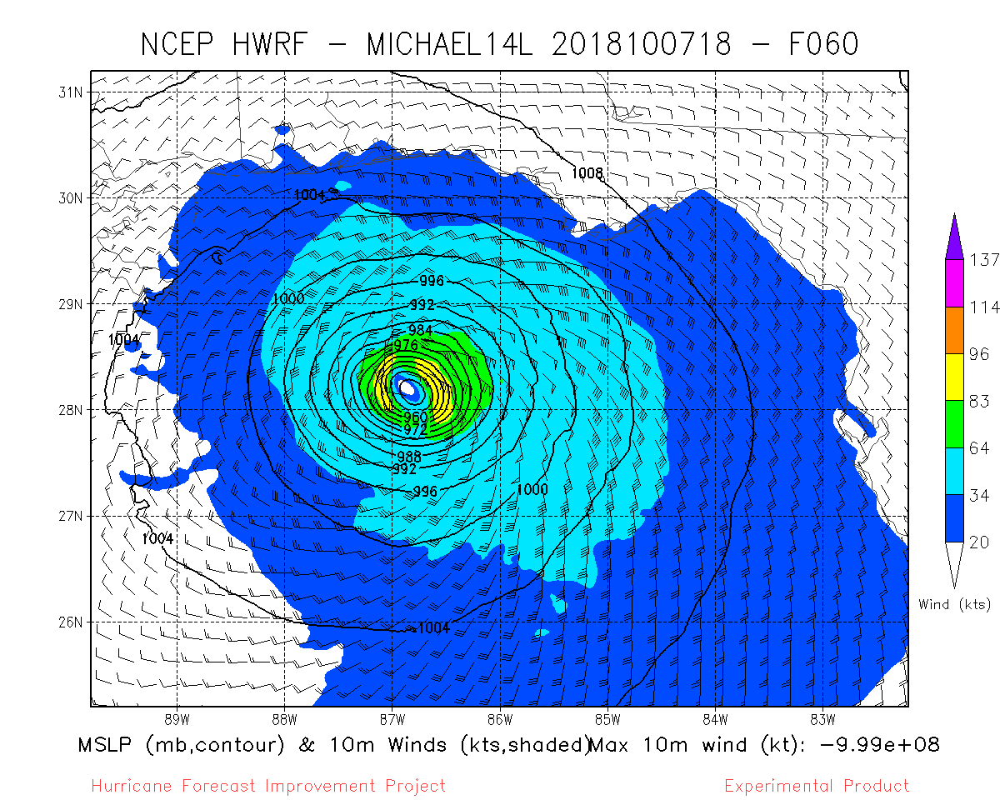 NCEP HWRF - MICHAEL14L 2018100718 - F060
31N
30N
29N
28N
27N
26N
1008
1004
1000
996
992
984
976
1004
960
972
988
992
996
1000
1004
1004
137
114
96
83
64
34
20
Wind (kts)
89W 88W 87W 86W 85W 84W 83W
MSLP (mb,contour) & 10m Winds (kts,shaded)Max 10m wind (kt): -9.99e+08
Hurricane Forecast Improvement Project Experimental Product